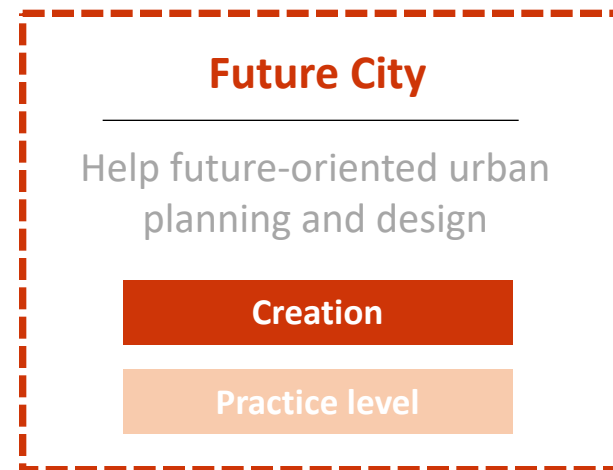 Future City
Help future-oriented urban
planning and design
Creation
Practice level